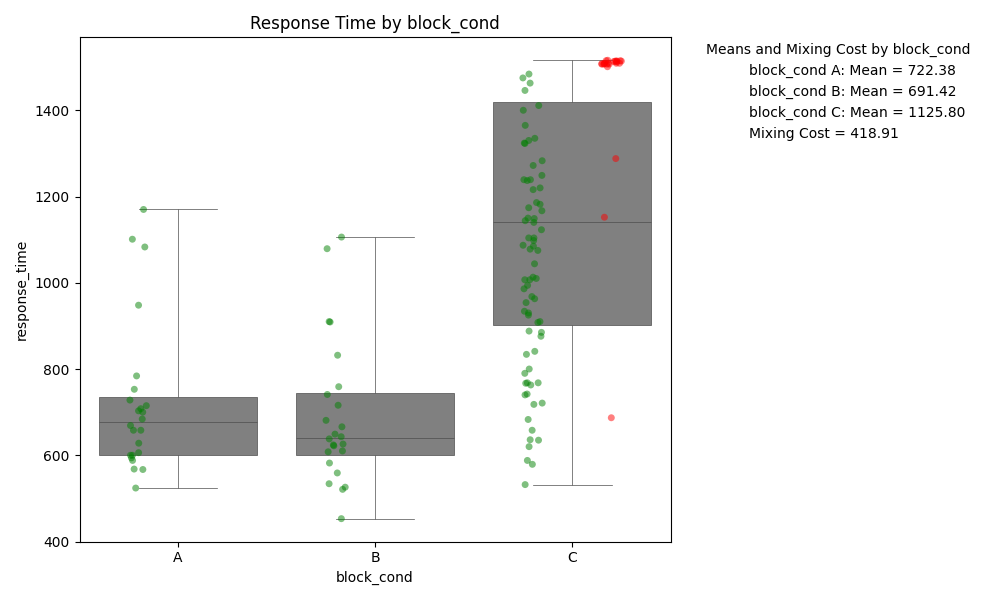 Response Time by block_cond
Means and Mixing Cost by block_cond
block_cond A: Mean = 722.38
block_cond B: Mean = 691.42
block_cond C: Mean = 1125.80
Mixing Cost = 418.91
response_time
1400
1200
1000
800
600
400
A B C
block_cond